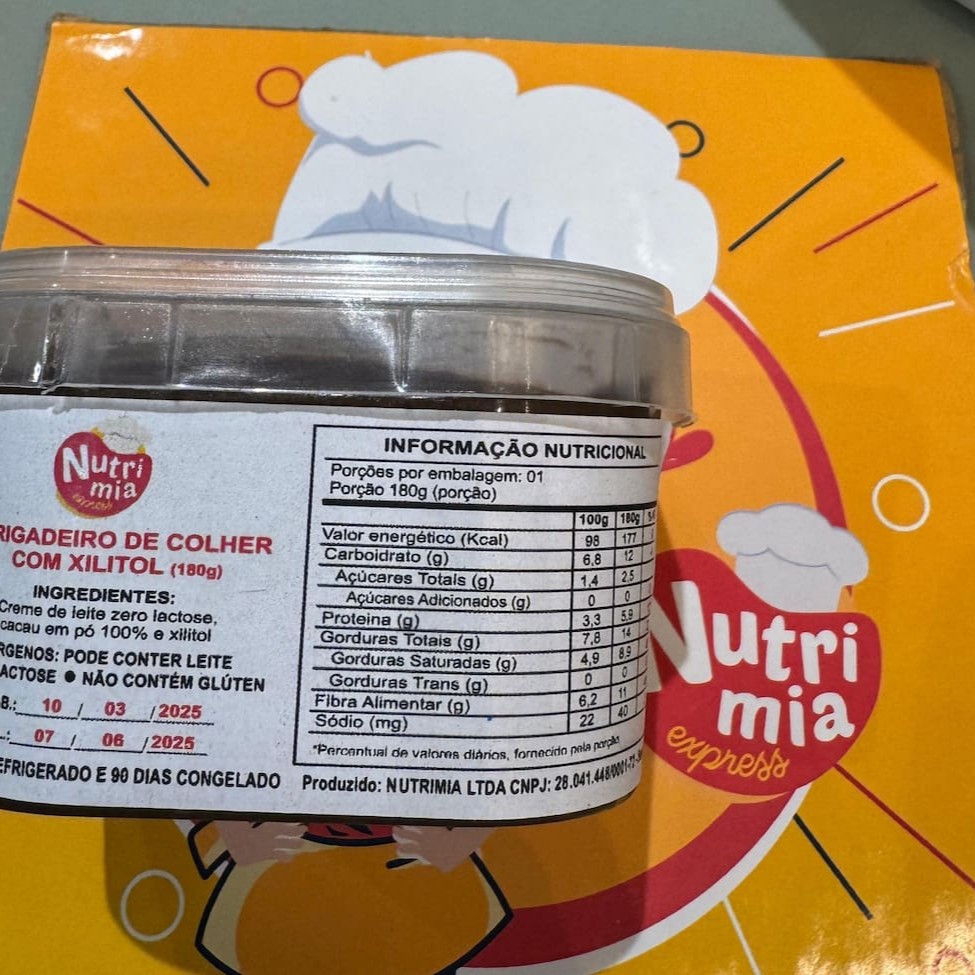 Nutri
mia
express
RIGADEIRO DE COLHER
COM XILITOL (180g)
INGREDIENTES:
Creme de leite zero lactose,
cacau em pó 100% e xilitol
RGENOS: PODE CONTER LEITE
ACTOSE ● NÃO CONTÉM GLÚTEN
B.: 10 / 03 / 2025
.: 07 / 06 / 2025
EFRIGERADO E 90 DIAS CONGELADO
INFORMAÇÃO NUTRICIONAL
Porções por embalagem: 01
Porção 180g (porção)
100g 180g
Valor energético (Kcal) 98 177
Carboidrato (g) 6,8 12
Açúcares Totais (g) 1,4 2,5
Açúcares Adicionados (g) 0 0
Proteina (g) 3,3 5,9
Gorduras Totais (g) 7,8 14
Gorduras Saturadas (g) 4,9 8,9
Gorduras Trans (g) 0 0
Fibra Alimentar (g) 6,2 11
Sódio (mg) 22 40
*Percentual de valores diários, fornecido pela porção
Produzido: NUTRIMIA LTDA CNPJ: 28.041.448/0001-
Nutri
mia
express